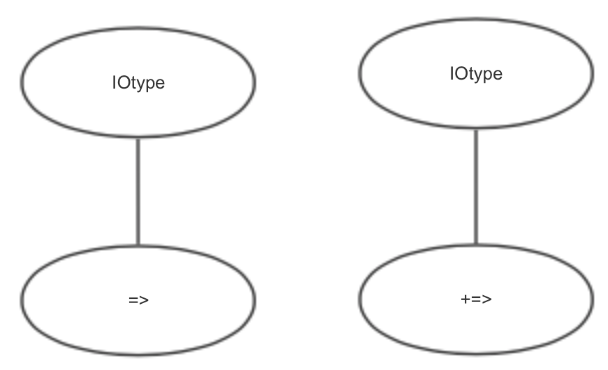 IOtype
IOtype
=>
+=>